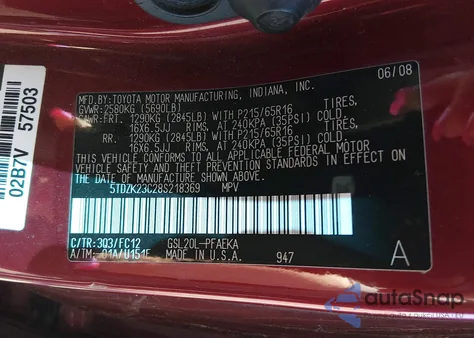 MFD.BY:TOYOTA MOTOR MANUFACTURING, INDIANA, INC. 06/08
GVWR:2580KG (5690LB)
GAWR:FRT. 1290KG (2845LB)WITH P215/65R16 TIRES,
16X6.5JJ RIMS, AT 240KPA (35PSI) COLD.
RR. 1290KG (2845LB)WITH P215/65R16 TIRES,
16X6.5JJ RIMS, AT 240KPA (35PSI) COLD.
THIS VEHICLE CONFORMS TO ALL APPLICABLE FEDERAL MOTOR
VEHICLE SAFETY AND THEFT PREVENTION STANDARDS IN EFFECT ON
THE DATE OF MANUFACTURE SHOWN ABOVE.
5TDZK23C28S218369 MPV
C/TR:3Q3/FC12 GSL20L-PFAEKA
A/TM:-01A/U151F MADE IN U.S.A. 947 A
02B7V 57503
autoSnap